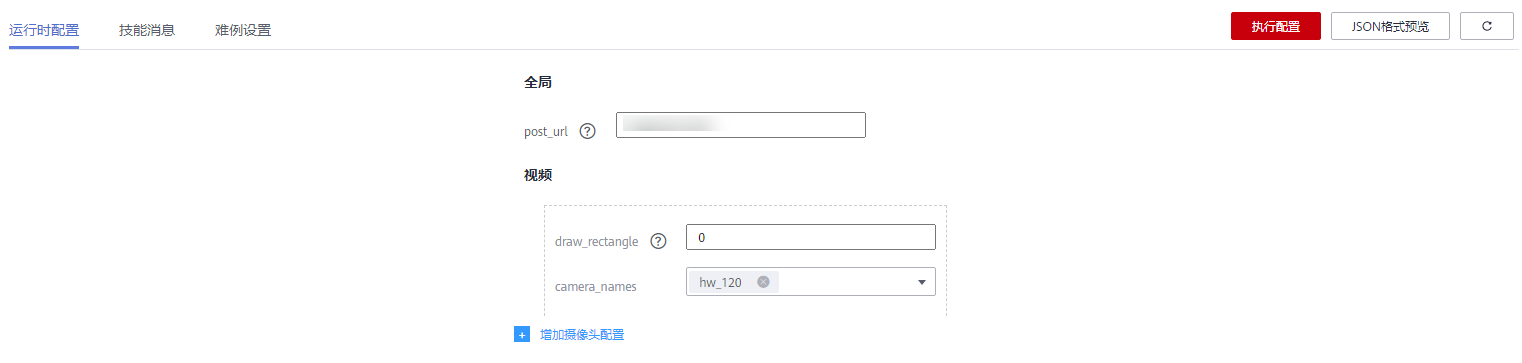 运行时配置 技能消息 难例设置 执行配置 JSON格式预览
全局
post_url ?
视频
draw_rectangle ? 0
camera_names hw_120
+ 增加摄像头配置